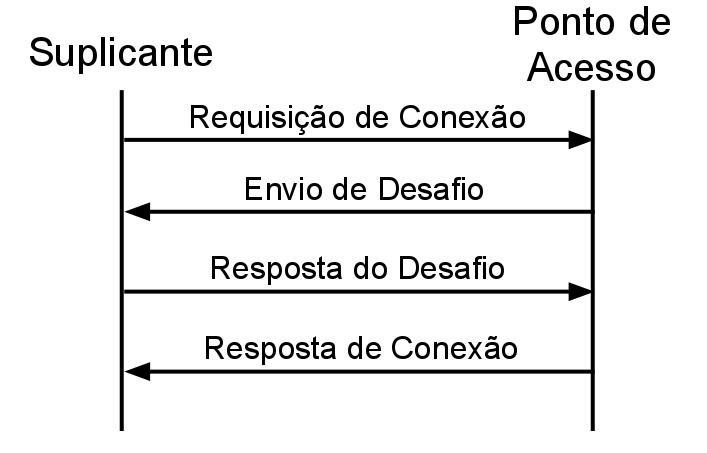 Suplicante
Ponto de
Acesso
Requisição de Conexão
Envio de Desafio
Resposta do Desafio
Resposta de Conexão